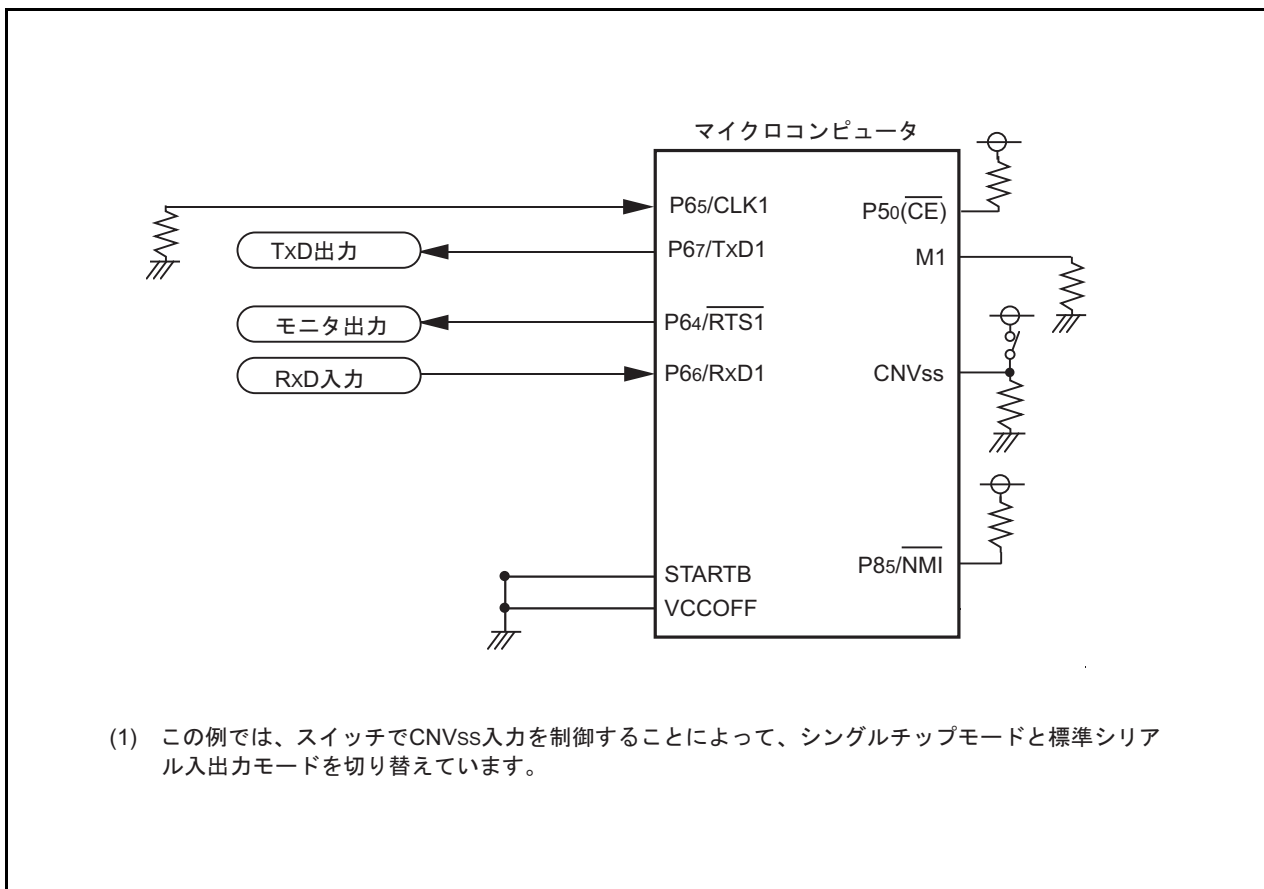 マイクロコンピュータ
P65/CLK1
P50(CE)
TxD出力
P67/TxD1
M1
モニタ出力
P64/RTS1
RxD入力
P66/RxD1
CNVss
P85/NMI
STARTB
VCCOFF
(1) この例では、スイッチでCNVss入力を制御することによって、シングルチップモードと標準シリア
ル入出力モードを切り替えています。